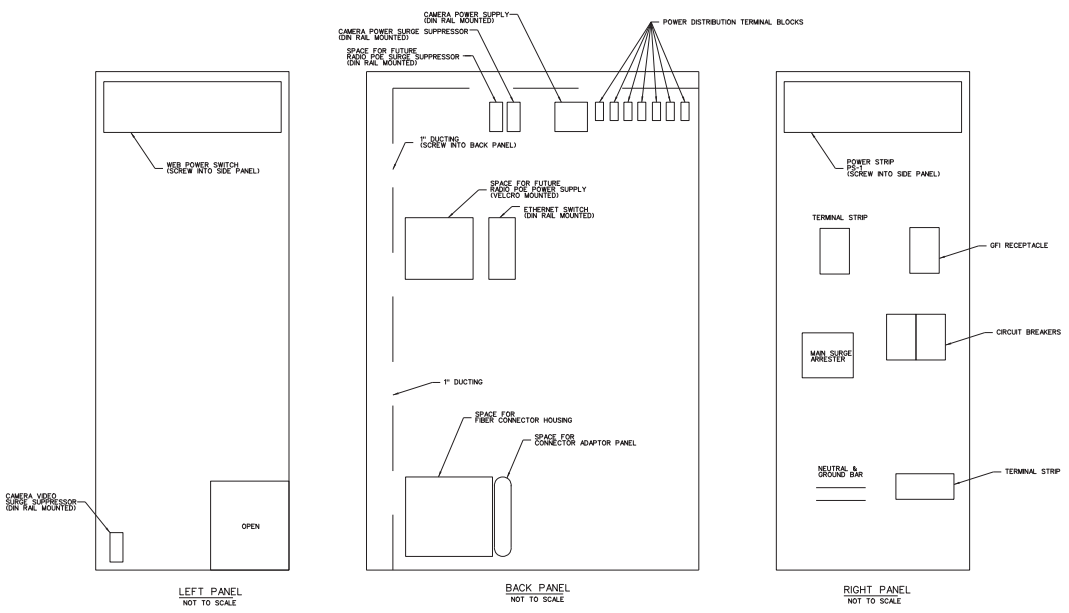 CAMERA POWER SUPPLY
(DIN RAIL MOUNTED)
POWER DISTRIBUTION TERMINAL BLOCKS
CAMERA POWER SURGE SUPPRESSOR
(DIN RAIL MOUNTED)
SPACE FOR FUTURE
RADIO POE SURGE SUPPRESSOR
(DIN RAIL MOUNTED)
WEB POWER SWITCH
(SCREW INTO SIDE PANEL)
CAMERA VIDEO
SURGE SUPPRESSOR
(DIN RAIL MOUNTED)
OPEN
LEFT PANEL
NOT TO SCALE
1" DUCTING
(SCREW INTO BACK PANEL)
SPACE FOR FUTURE
RADIO POE POWER SUPPLY
(VELCRO MOUNTED)
ETHERNET SWITCH
(DIN RAIL MOUNTED)
1" DUCTING
SPACE FOR
FIBER CONNECTOR HOUSING
SPACE FOR
CONNECTOR ADAPTOR PANEL
BACK PANEL
NOT TO SCALE
POWER STRIP
PS-1
(SCREW INTO SIDE PANEL)
TERMINAL STRIP
GFI RECEPTACLE
CIRCUIT BREAKERS
MAIN SURGE
ARRESTER
NEUTRAL &
GROUND BAR
TERMINAL STRIP
RIGHT PANEL
NOT TO SCALE